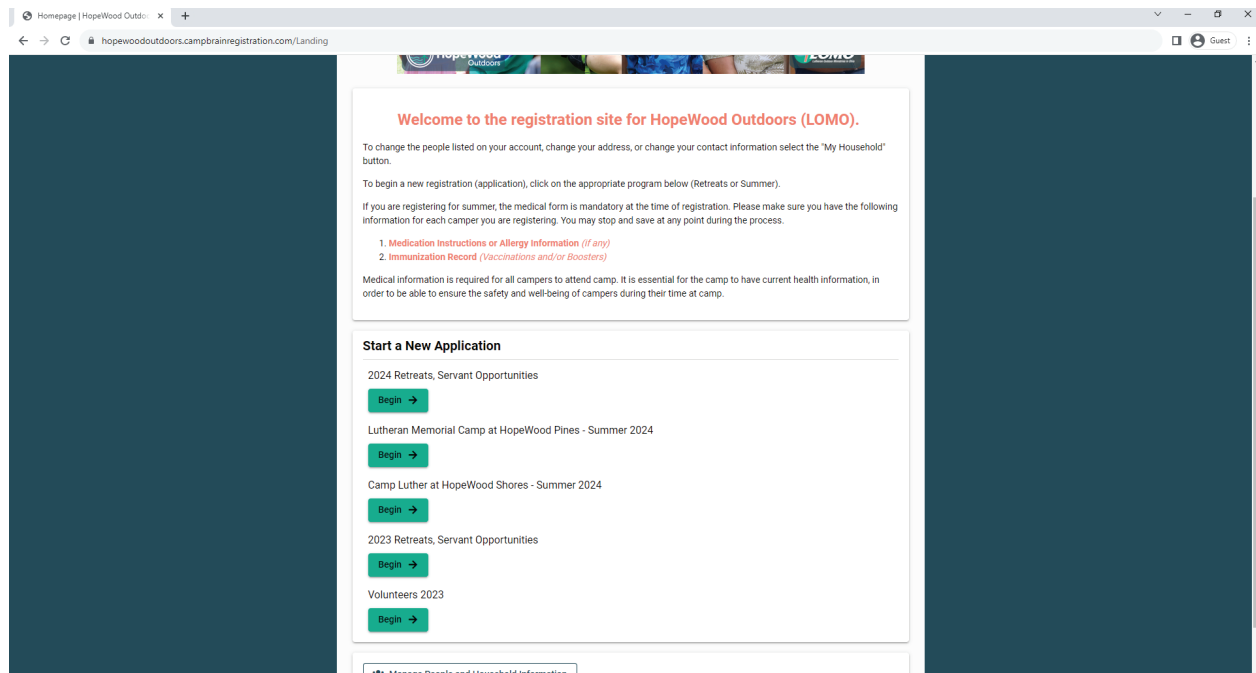 Homepage | HopeWood Outdoo
hopewoodoutdoors.campbrainregistration.com/Landing
Guest
HopeWood
Outdoors
LOMO
Welcome to the registration site for HopeWood Outdoors (LOMO).
To change the people listed on your account, change your address, or change your contact information select the "My Household"
button.
To begin a new registration (application), click on the appropriate program below (Retreats or Summer).
If you are registering for summer, the medical form is mandatory at the time of registration. Please make sure you have the following
information for each camper you are registering. You may stop and save at any point during the process.
1. Medication Instructions or Allergy Information (if any)
2. Immunization Record (Vaccinations and/or Boosters)
Medical information is required for all campers to attend camp. It is essential for the camp to have current health information, in
order to be able to ensure the safety and well-being of campers during their time at camp.
Start a New Application
2024 Retreats, Servant Opportunities
Begin
Lutheran Memorial Camp at HopeWood Pines - Summer 2024
Begin
Camp Luther at HopeWood Shores - Summer 2024
Begin
2023 Retreats, Servant Opportunities
Begin
Volunteers 2023
Begin
Manage People and Household Information